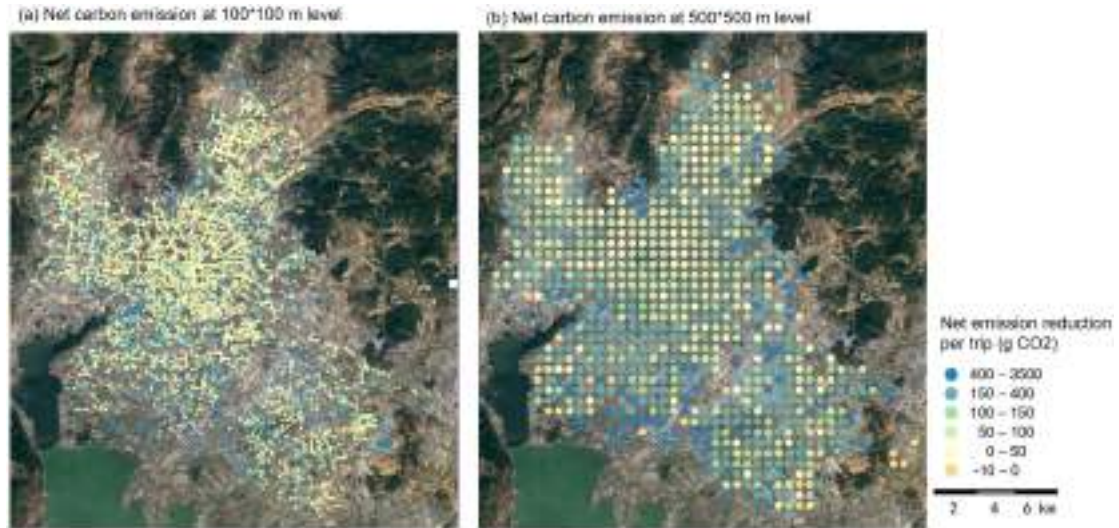 (a) Net carbon emission at 100*100 m level
(b) Net carbon emission at 500*500 m level
Net emission reduction
per trip (g CO2)
400 – 3500
150 – 400
100 – 150
50 – 100
0 – 50
-10 – 0
2 4 6 km